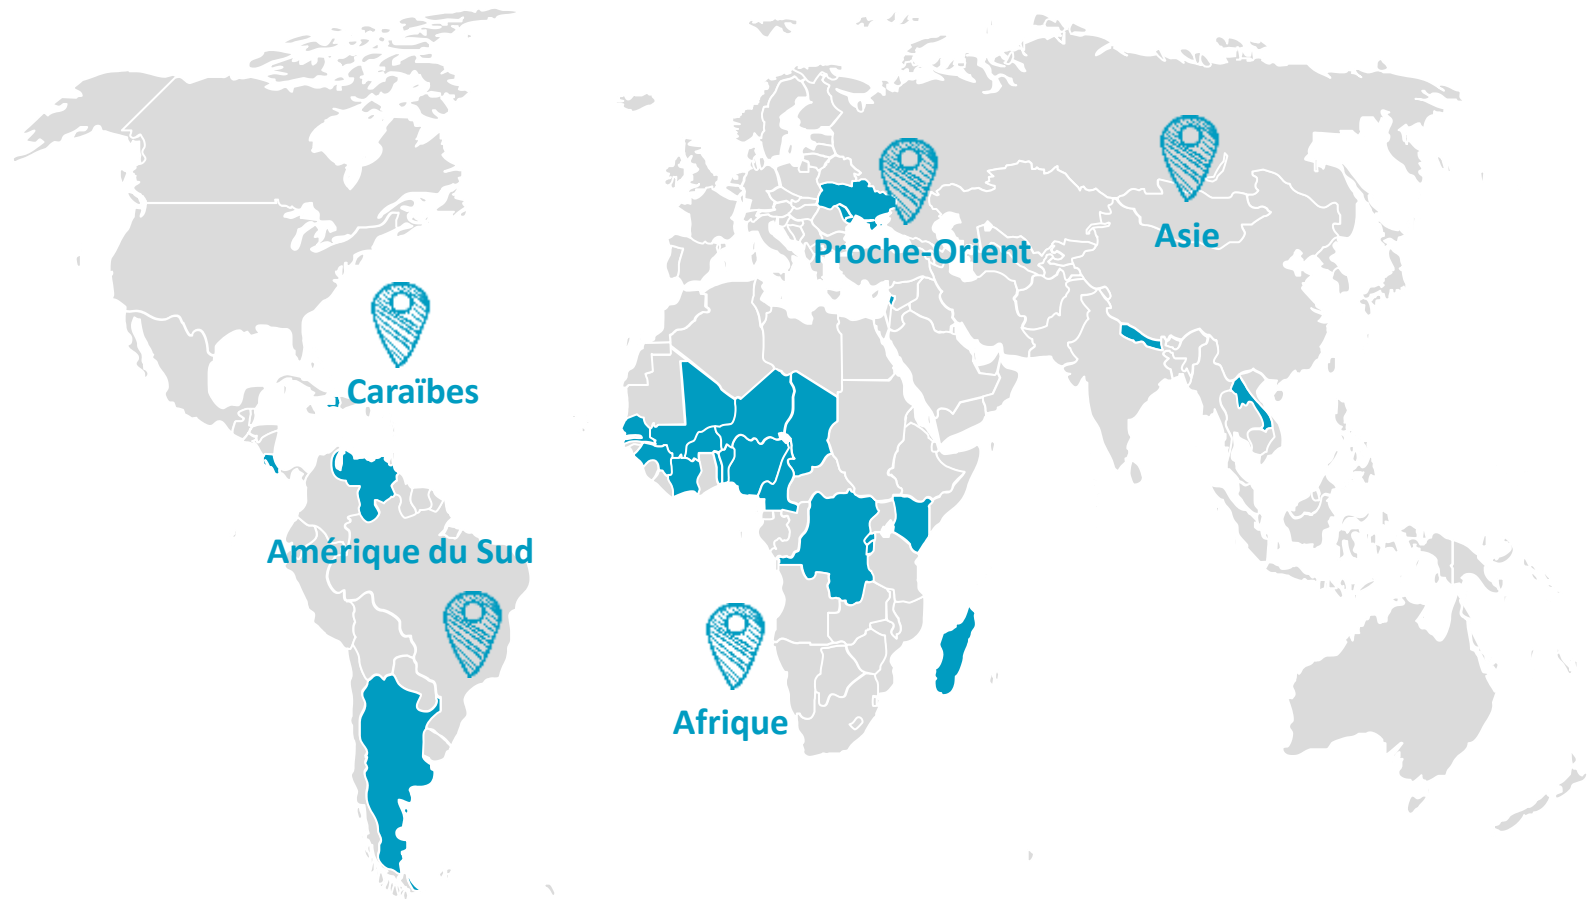 Asie
Proche-Orient
Caraïbes
Amérique du Sud
Afrique